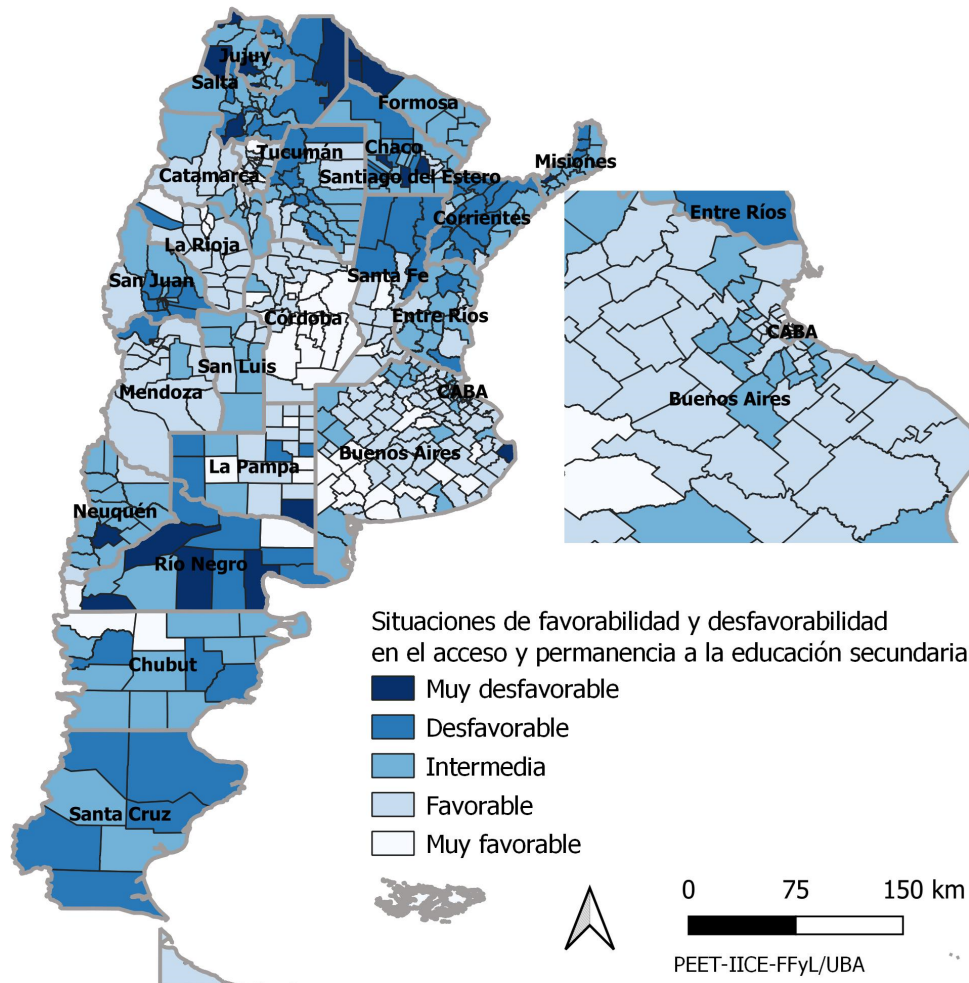 Jujuy
Salta
Formosa
Tucumán
Chaco
Misiones
Catamarca
Santiago del Estero
Corrientes
La Rioja
San Juan
Santa Fe
Córdoba
Entre Ríos
San Luis
Mendoza
CABA
Buenos Aires
La Pampa
Neuquén
Río Negro
Chubut
Santa Cruz
Entre Ríos
CABA
Buenos Aires
Situaciones de favorabilidad y desfavorabilidad
en el acceso y permanencia a la educación secundaria
Muy desfavorable
Desfavorable
Intermedia
Favorable
Muy favorable
0 75 150 km
PEET-IICE-FFyL/UBA